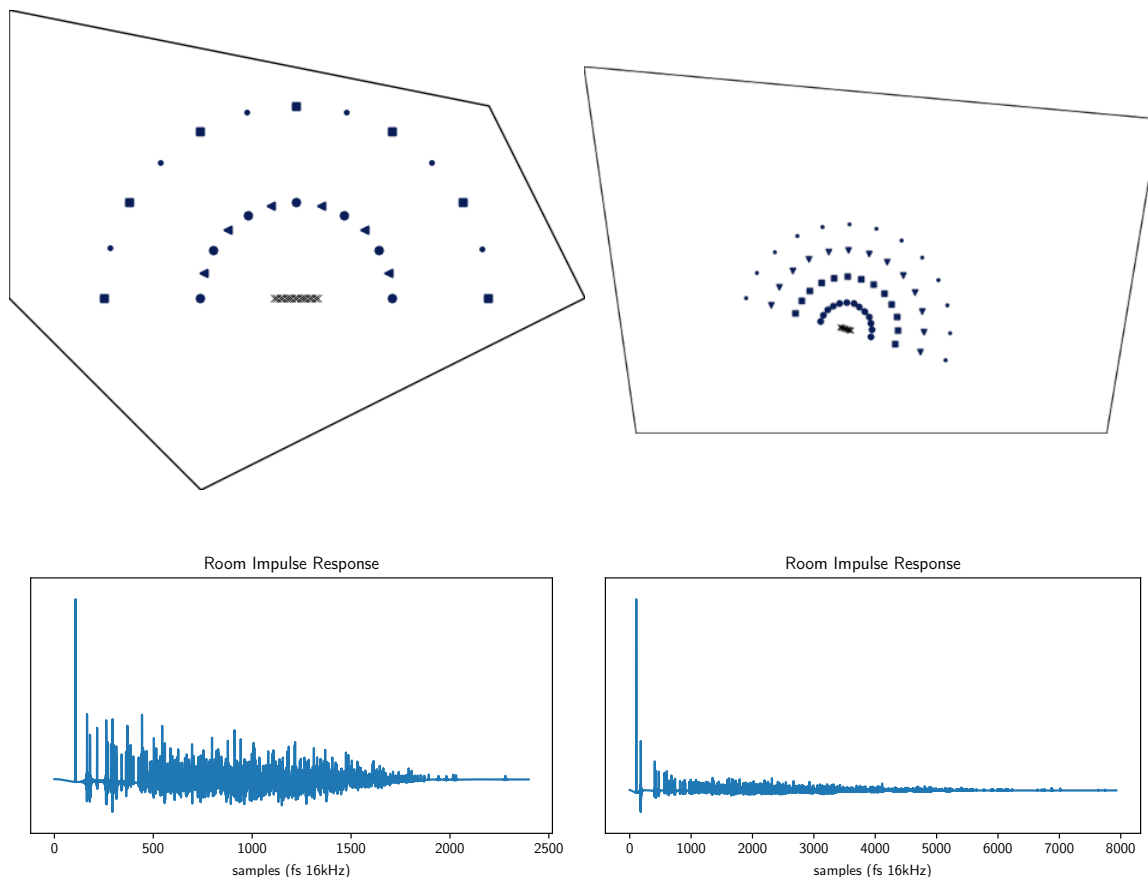 Room Impulse Response
0 500 1000 1500 2000 2500
samples (fs 16kHz)
Room Impulse Response
0 1000 2000 3000 4000 5000 6000 7000 8000
samples (fs 16kHz)